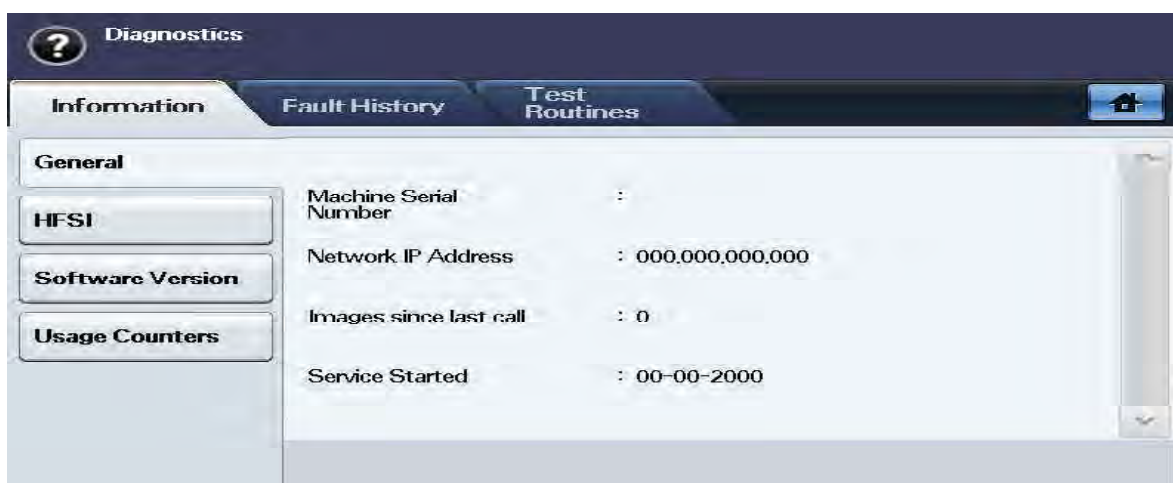 Diagnostics
Information
Fault History
Test
Routines
General
HFSI
Software Version
Usage Counters
Machine Serial
Number
:
Network IP Address : 000,000,000,000
Images since last call : 0
Service Started : 00-00-2000